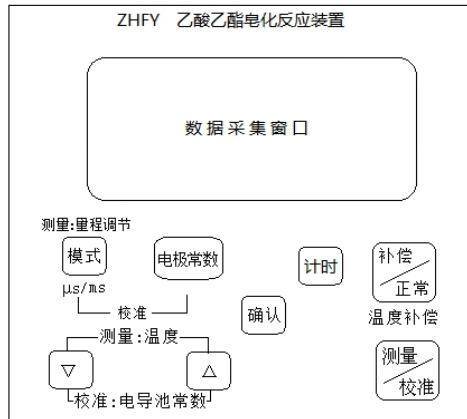 ZHFY 乙酸乙酯皂化反应装置
数据采集窗口
测量:量程调节
模式
电极常数
计时
补偿
正常
μs/ms
校准
确认
温度补偿
测量:温度
▽
△
测量
校准
校准:电导池常数